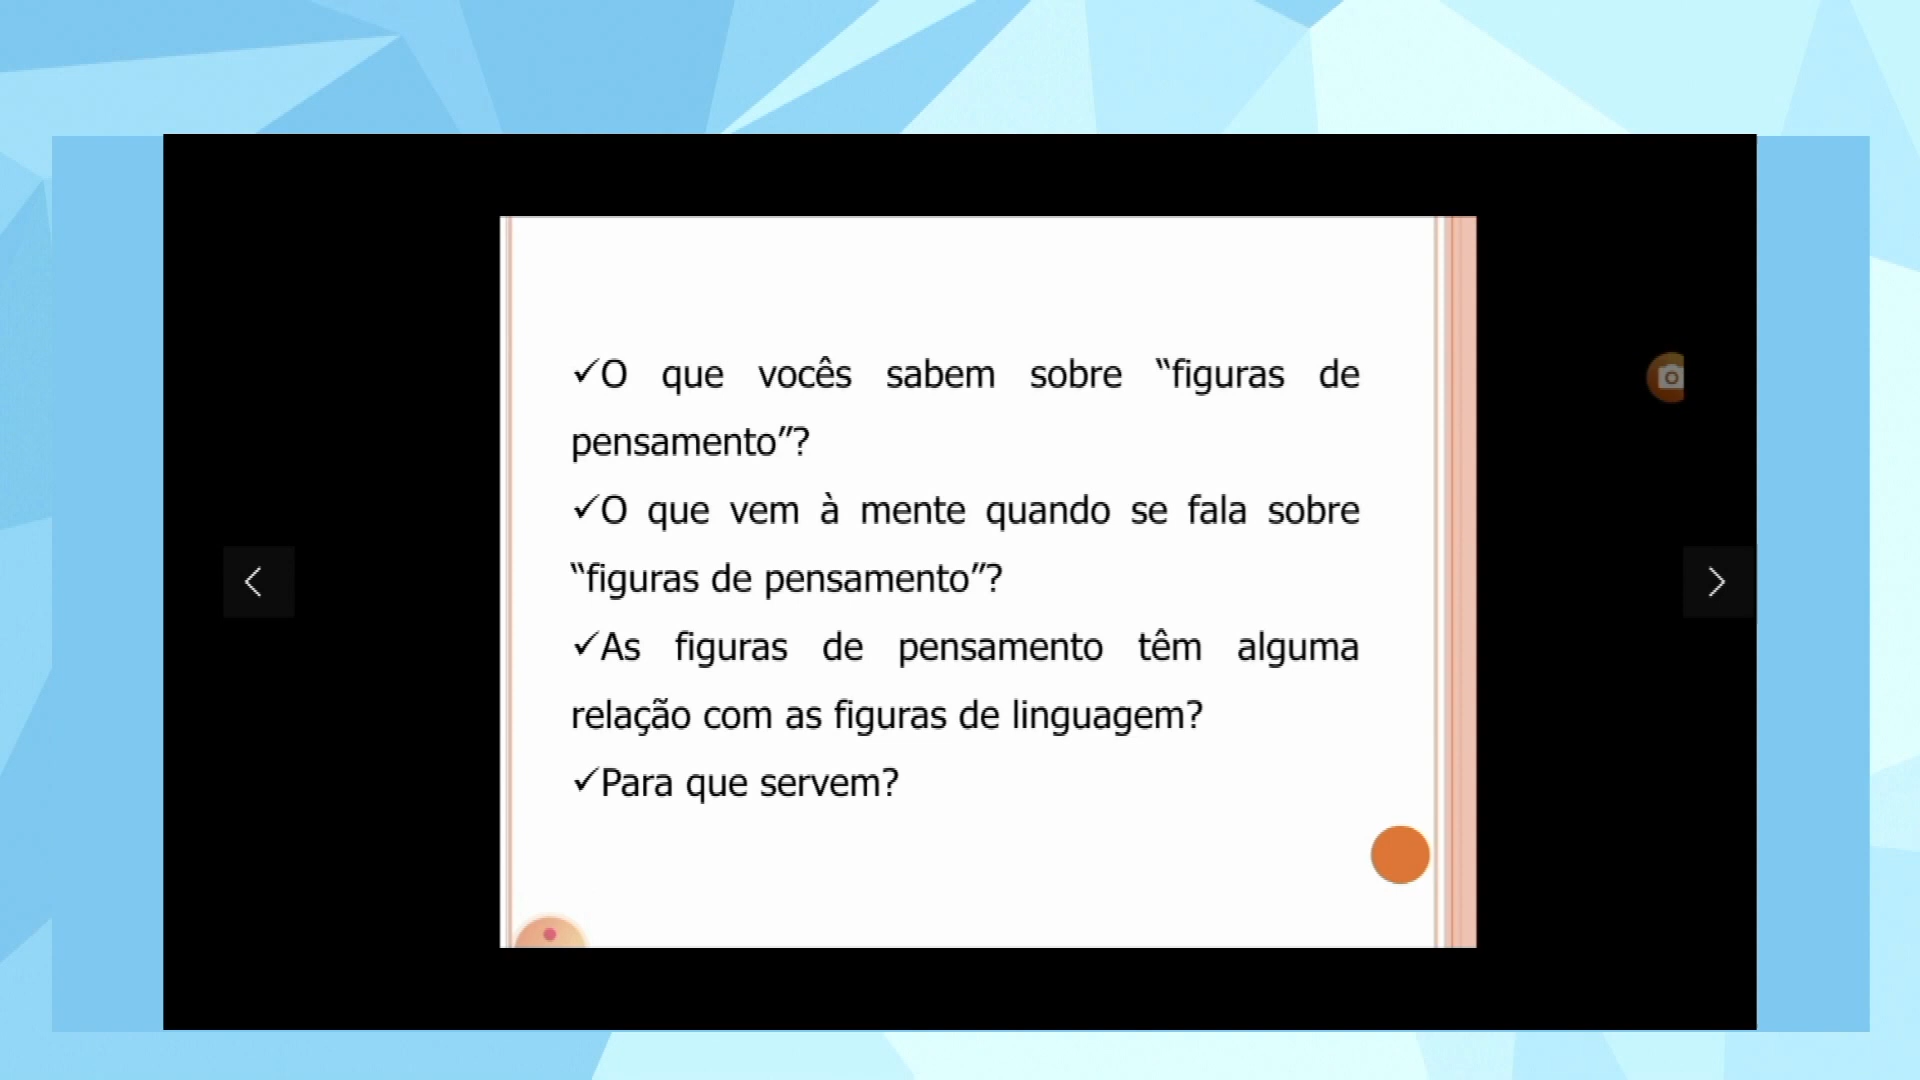 ✓O que vocês sabem sobre “figuras de
pensamento”?
✓O que vem à mente quando se fala sobre
“figuras de pensamento”?
✓As figuras de pensamento têm alguma
relação com as figuras de linguagem?
✓Para que servem?